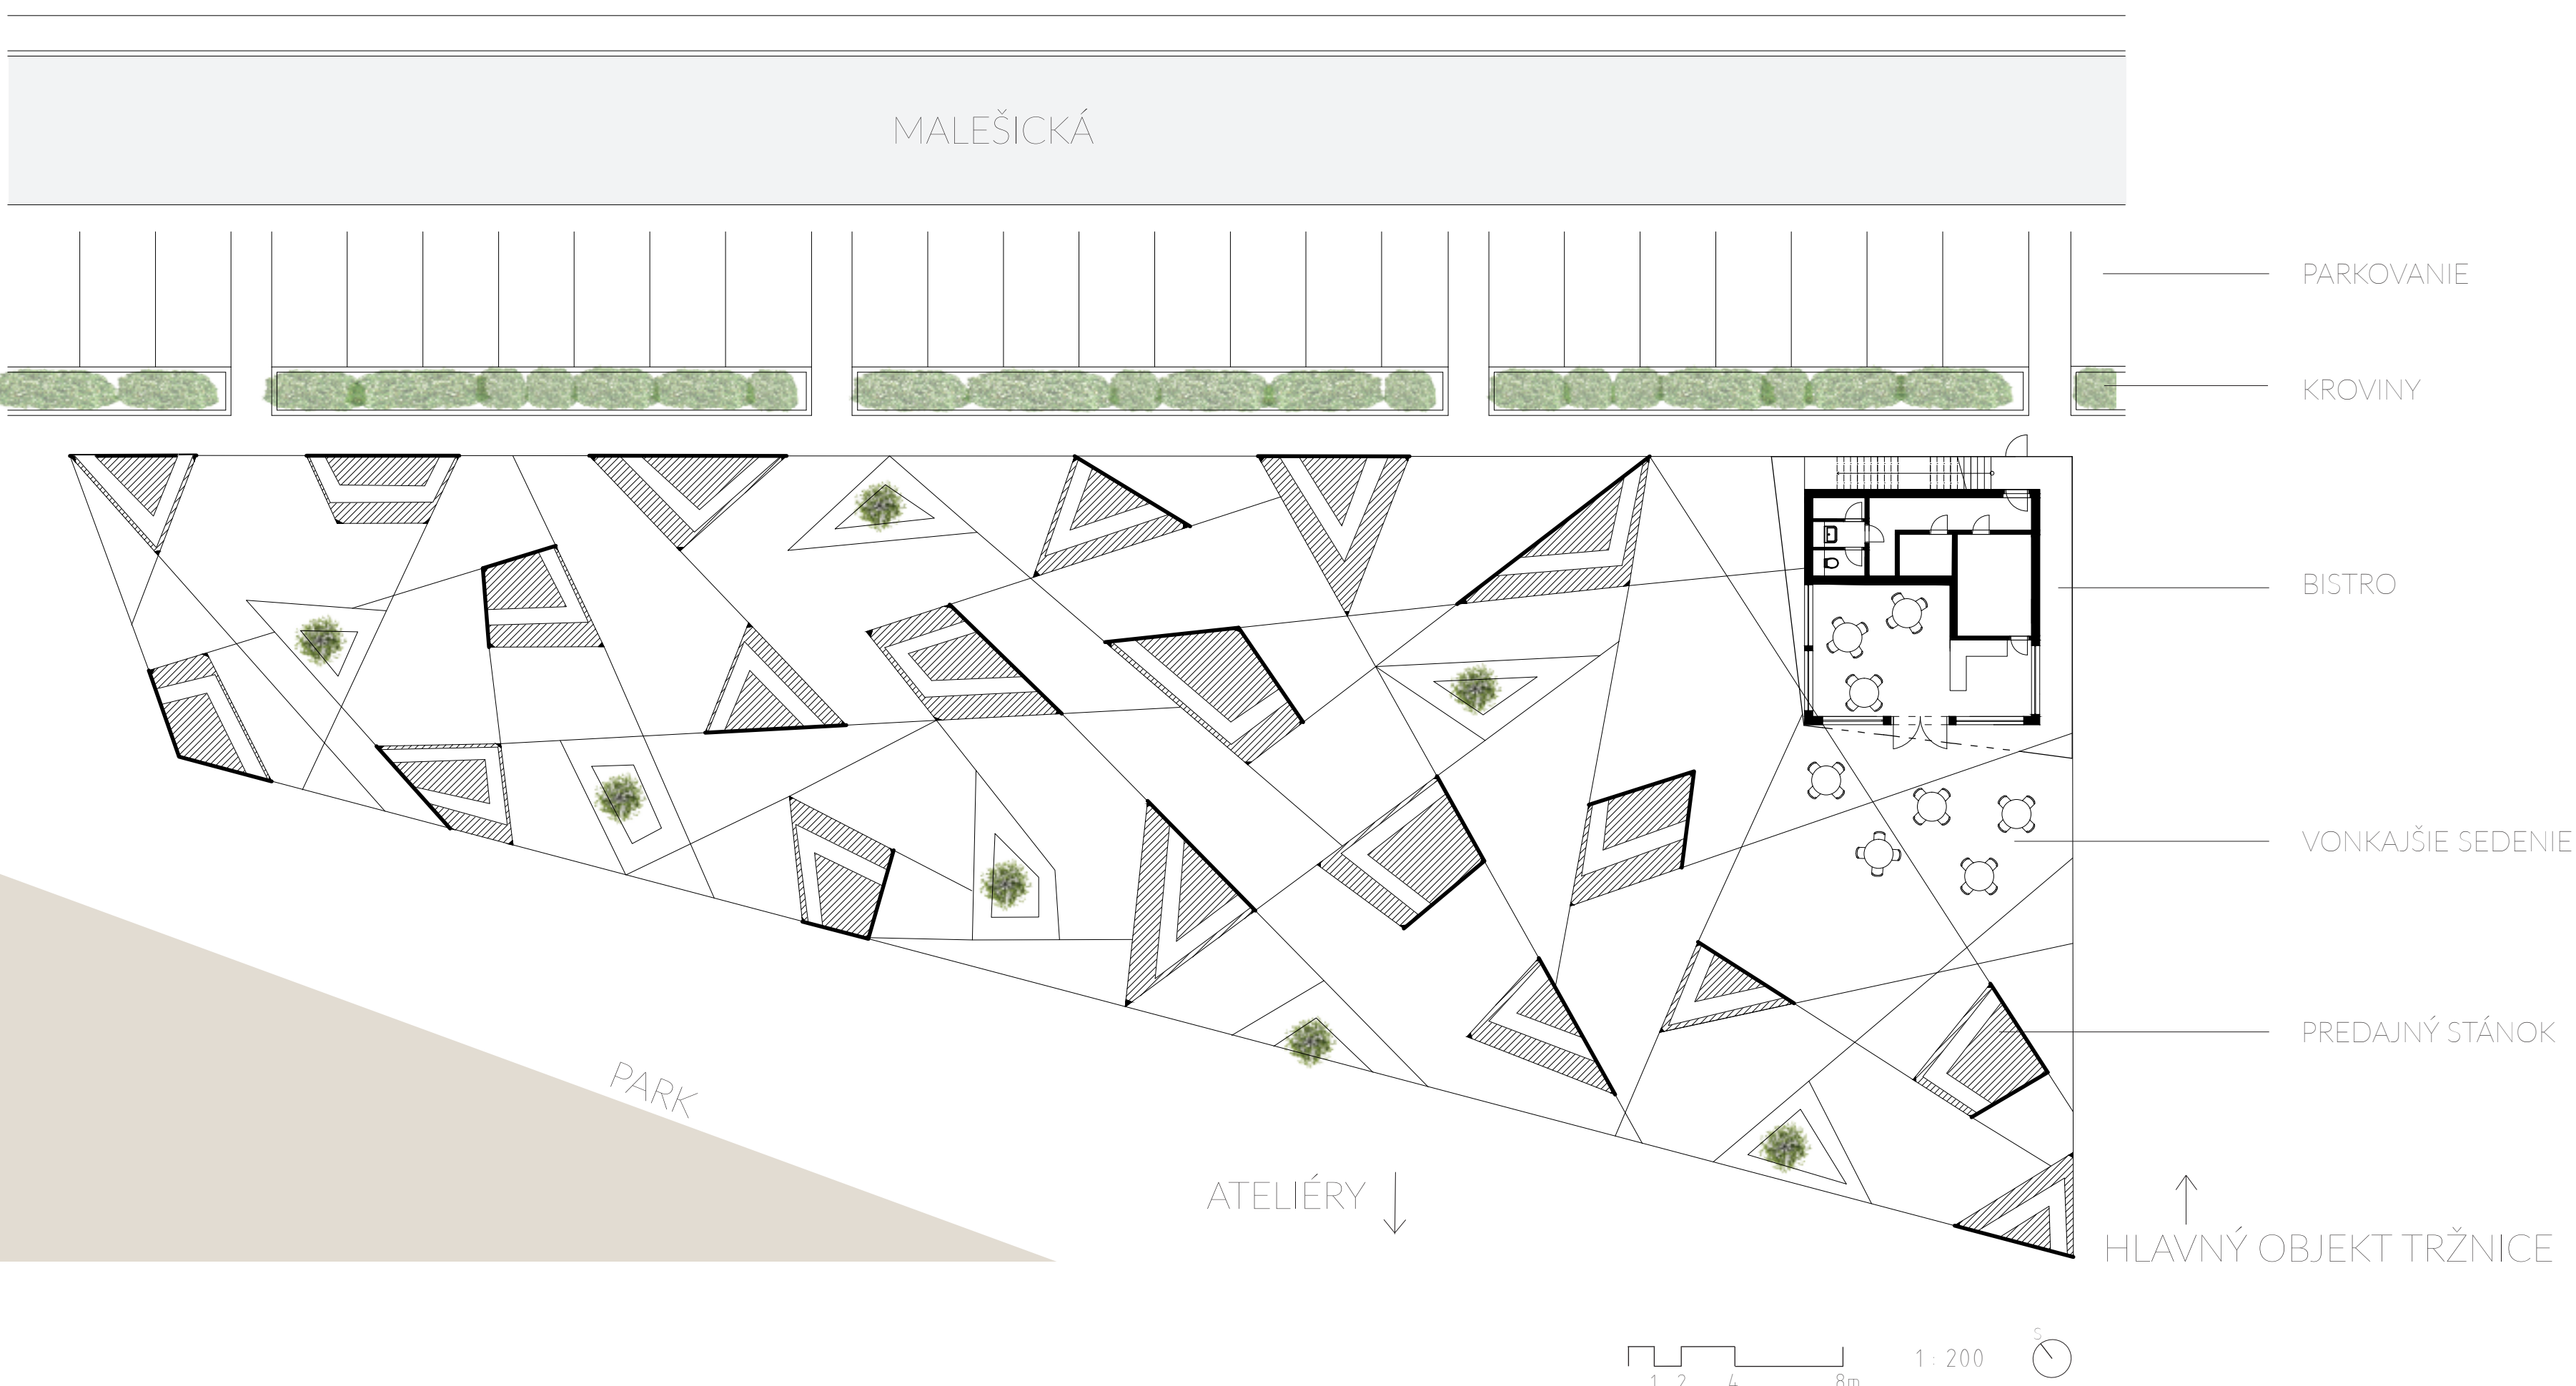 MALEŠICKÁ
PARKOVANIE
KROVINY
BISTRO
VONKAJŠIE SEDENIE
PREDAJNÝ STÁNOK
PARK
ATELIÉRY
HLAVNÝ OBJEKT TRŽNICE
S
1 : 200
1 2 4 8m